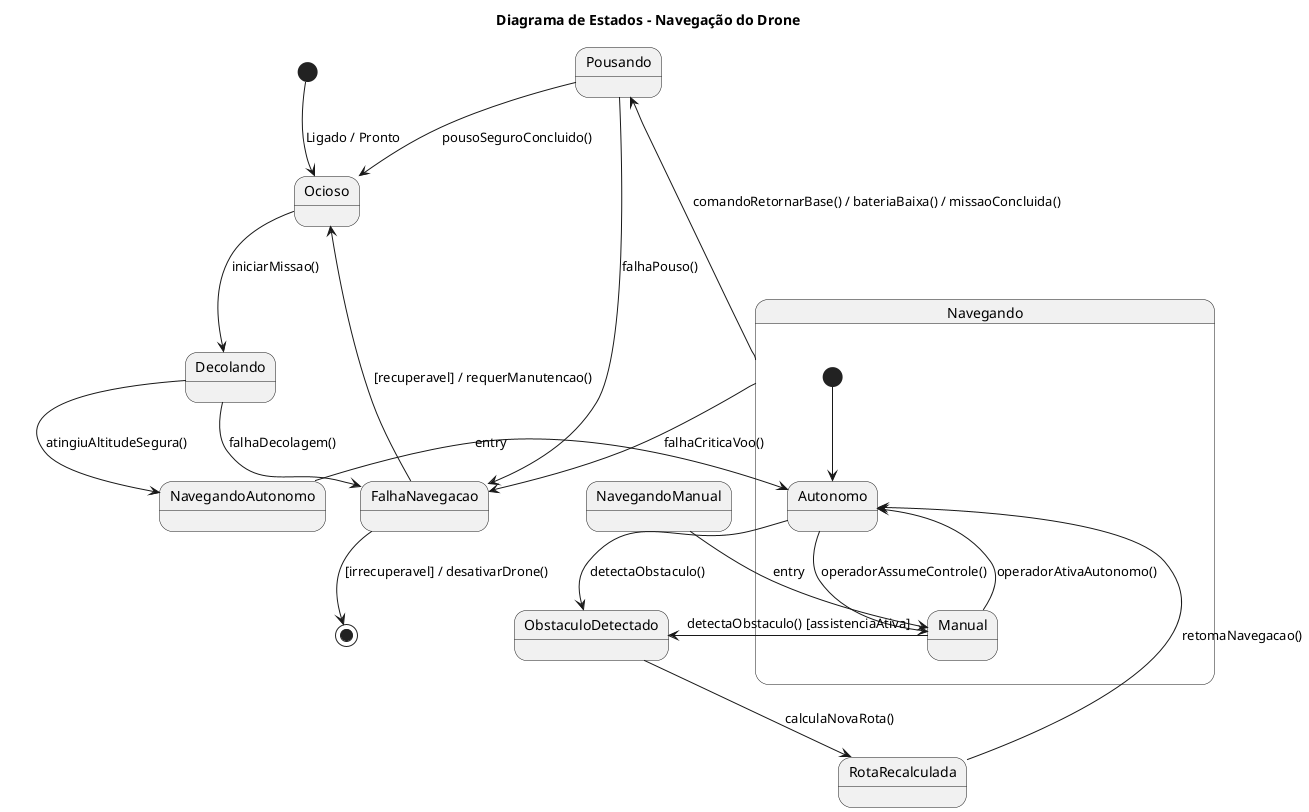 Diagrama de Estados - Navegação do Drone
Pousando
Ligado / Pronto
pousoSeguroConcluido()
Ocioso
comandoRetornarBase() / bateriaBaixa() / missaoConcluida()
iniciarMissao()
falhaPouso()
Navegando
Decolando
[recuperavel] / requerManutencao()
atingiuAltitudeSegura()
falhaDecolagem()
entry
falhaCriticaVoo()
NavegandoAutonomo
FalhaNavegacao
NavegandoManual
Autonomo
[irrecuperavel] / desativarDrone()
detectaObstaculo()
entry
operadorAssumeControle()
operadorAtivaAutonomo()
ObstaculoDetectado
detectaObstaculo() [assistenciaAtiva]
Manual
retomaNavegacao()
calculaNovaRota()
RotaRecalculada